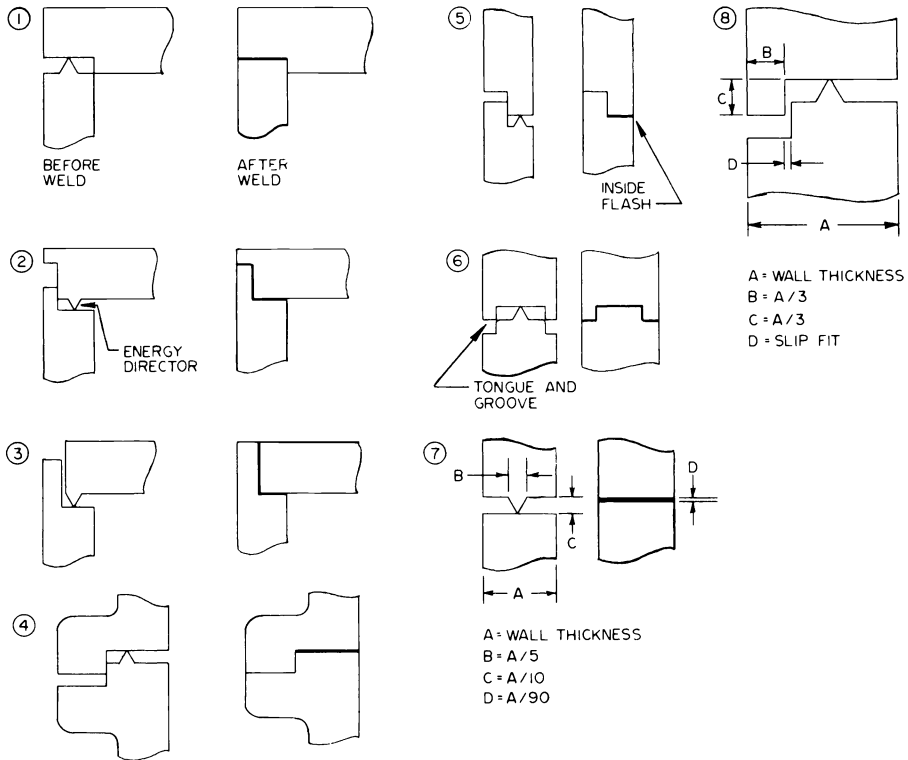 1
BEFORE
WELD
AFTER
WELD
2
ENERGY
DIRECTOR
3
4
5
INSIDE
FLASH
6
TONGUE AND
GROOVE
7
B
C
A
D
A = WALL THICKNESS
B = A/5
C = A/10
D = A/90
8
B
C
D
A
A = WALL THICKNESS
B = A/3
C = A/3
D = SLIP FIT